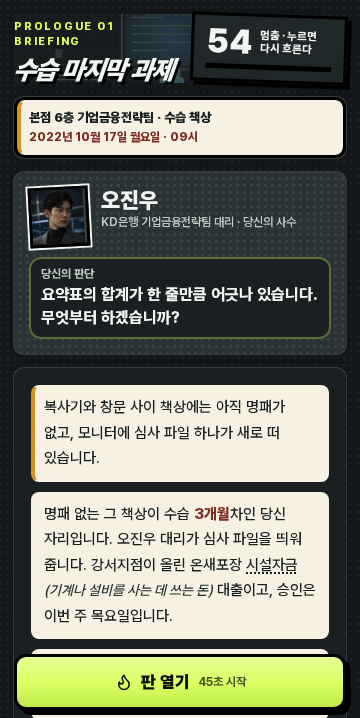 PROLOGUE 01
BRIEFING
수습 마지막 과제
54
멈춤·누르면
다시 흐른다
본점 6층 기업금융전략팀 · 수습 책상
2022년 10월 17일 월요일 · 09시
오진우
KD은행 기업금융전략팀 대리 · 당신의 사수
당신의 판단
요약표의 합계가 한 줄만큼 어긋나 있습니다.
무엇부터 하겠습니까?
복사기와 창문 사이 책상에는 아직 명패가
없고, 모니터에 심사 파일 하나가 새로 떠
있습니다.
명패 없는 그 책상이 수습 3개월차인 당신
자리입니다. 오진우 대리가 심사 파일을 띄워
줍니다. 강서지점이 올린 온새포장 시설자금
(기계나 설비를 사는 데 쓰는 돈) 대출이고, 승인은
이번 주 목요일입니다.
판 열기 45초 시작